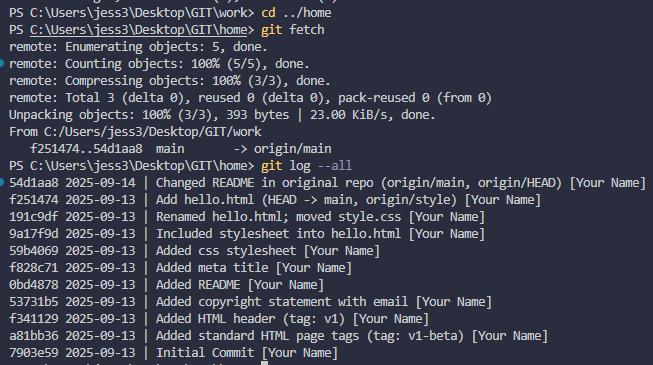 PS C:\Users\jess3\Desktop\GIT\work> cd ../home
PS C:\Users\jess3\Desktop\GIT\home> git fetch
remote: Enumerating objects: 5, done.
remote: Counting objects: 100% (5/5), done.
remote: Compressing objects: 100% (3/3), done.
remote: Total 3 (delta 0), reused 0 (delta 0), pack-reused 0 (from 0)
Unpacking objects: 100% (3/3), 393 bytes | 23.00 KiB/s, done.
From C:/Users/jess3/Desktop/GIT/work
   f251474..54d1aa8  main       -> origin/main
PS C:\Users\jess3\Desktop\GIT\home> git log --all
54d1aa8 2025-09-14 | Changed README in original repo (origin/main, origin/HEAD) [Your Name]
f251474 2025-09-13 | Add hello.html (HEAD -> main, origin/style) [Your Name]
191c9df 2025-09-13 | Renamed hello.html; moved style.css [Your Name]
9a17f9d 2025-09-13 | Included stylesheet into hello.html [Your Name]
59b4069 2025-09-13 | Added css stylesheet [Your Name]
f828c71 2025-09-13 | Added meta title [Your Name]
0bd4878 2025-09-13 | Added README [Your Name]
53731b5 2025-09-13 | Added copyright statement with email [Your Name]
f341129 2025-09-13 | Added HTML header (tag: v1) [Your Name]
a81bb36 2025-09-13 | Added standard HTML page tags (tag: v1-beta) [Your Name]
7903e59 2025-09-13 | Initial Commit [Your Name]